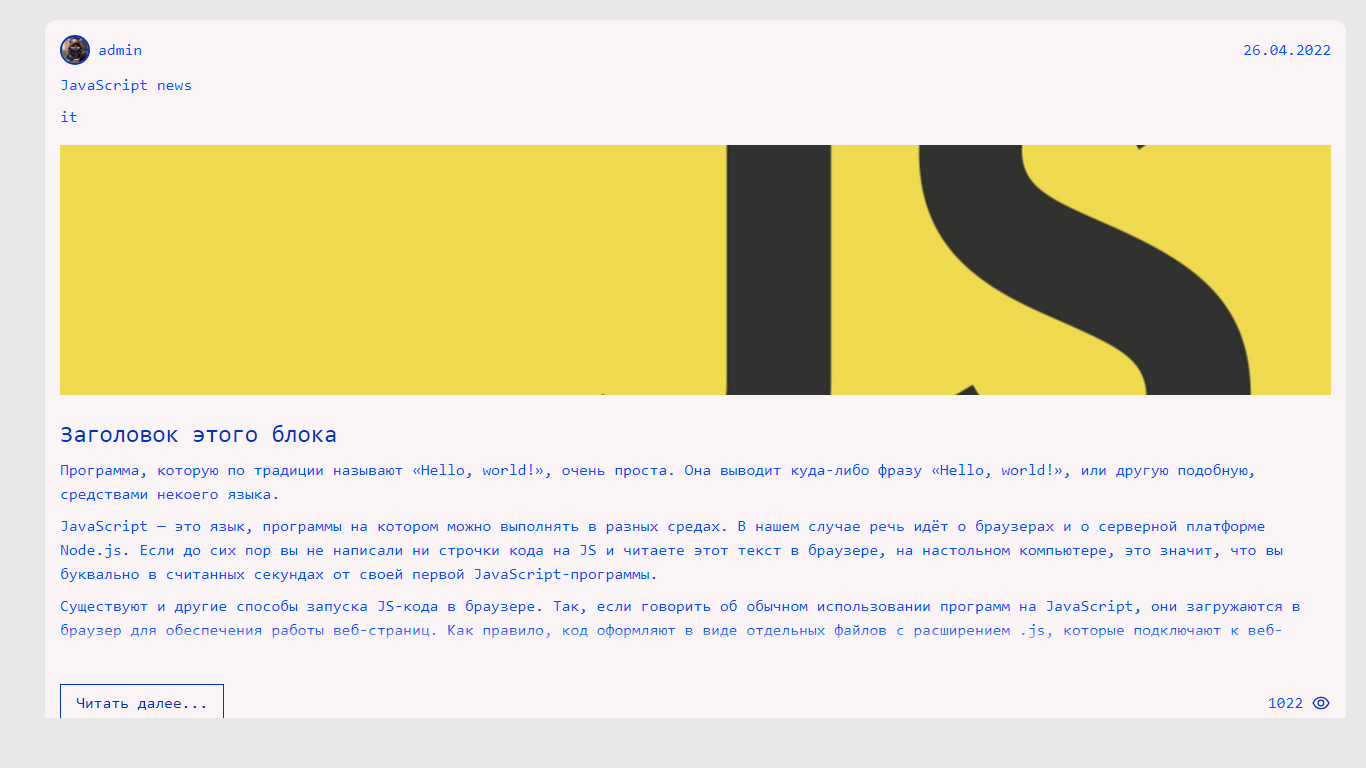 admin
26.04.2022
JavaScript news
it
JS
Заголовок этого блока
Программа, которую по традиции называют «Hello, world!», очень проста. Она выводит куда-либо фразу «Hello, world!», или другую подобную,
средствами некоего языка.
JavaScript — это язык, программы на котором можно выполнять в разных средах. В нашем случае речь идёт о браузерах и о серверной платформе
Node.js. Если до сих пор вы не написали ни строчки кода на JS и читаете этот текст в браузере, на настольном компьютере, это значит, что вы
буквально в считанных секундах от своей первой JavaScript-программы.
Существуют и другие способы запуска JS-кода в браузере. Так, если говорить об обычном использовании программ на JavaScript, они загружаются в
браузер для обеспечения работы веб-страниц. Как правило, код оформляют в виде отдельных файлов с расширением .js, которые подключают к веб-
Читать далее...
1022